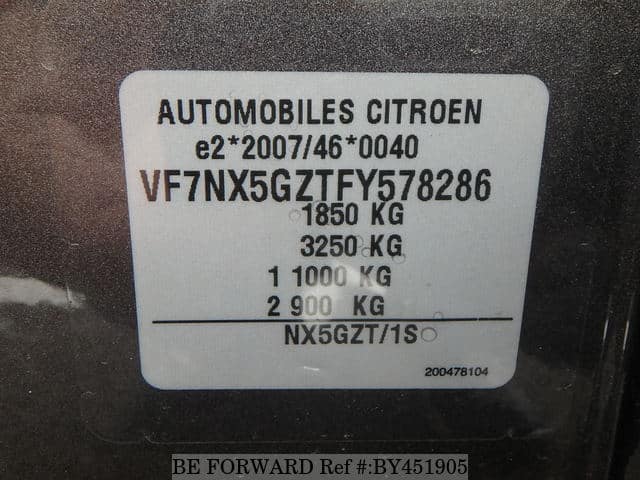 AUTOMOBILES CITROEN
e2*2007/46*0040
VF7NX5GZTFY578286
1850 KG
3250 KG
1 1000 KG
2 900 KG
NX5GZT/1S
200478104
BE FORWARD Ref #:BY451905